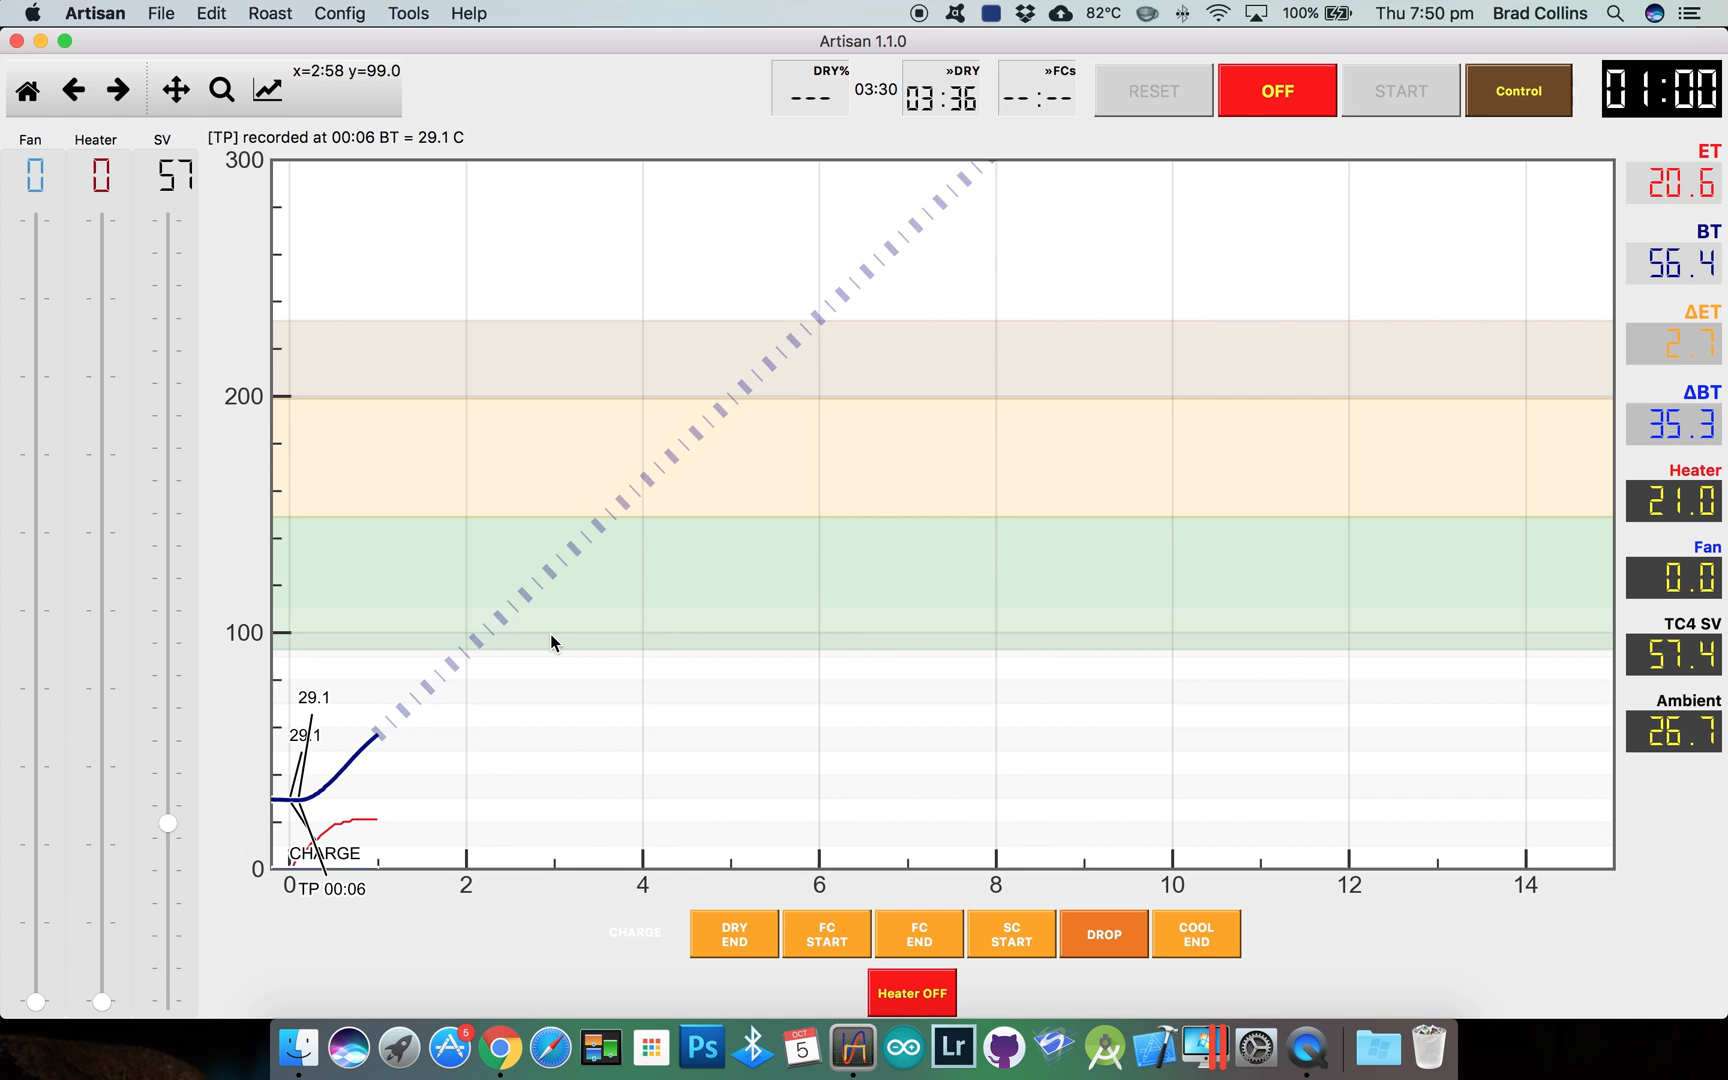 Artisan File Edit Roast Config Tools Help 82°C 100% Thu 7:50 pm Brad Collins
Artisan 1.1.0
x=2:58 y=99.0
DRY%
---
03:30
»DRY
03:36
»FCs
--:--
RESET
OFF
START
Control
01:00
Fan Heater SV
0 0 57
[TP] recorded at 00:06 BT = 29.1 C
300
200
100
0
29.1
29.1
CHARGE
TP 00:06
0 2 4 6 8 10 12 14
ET
20.6
BT
56.4
ΔET
2.7
ΔBT
35.3
Heater
21.0
Fan
0.0
TC4 SV
57.4
Ambient
26.7
CHARGE
DRY
END
FC
START
FC
END
SC
START
DROP
COOL
END
Heater OFF
5
Ps
OCT
5
Lr